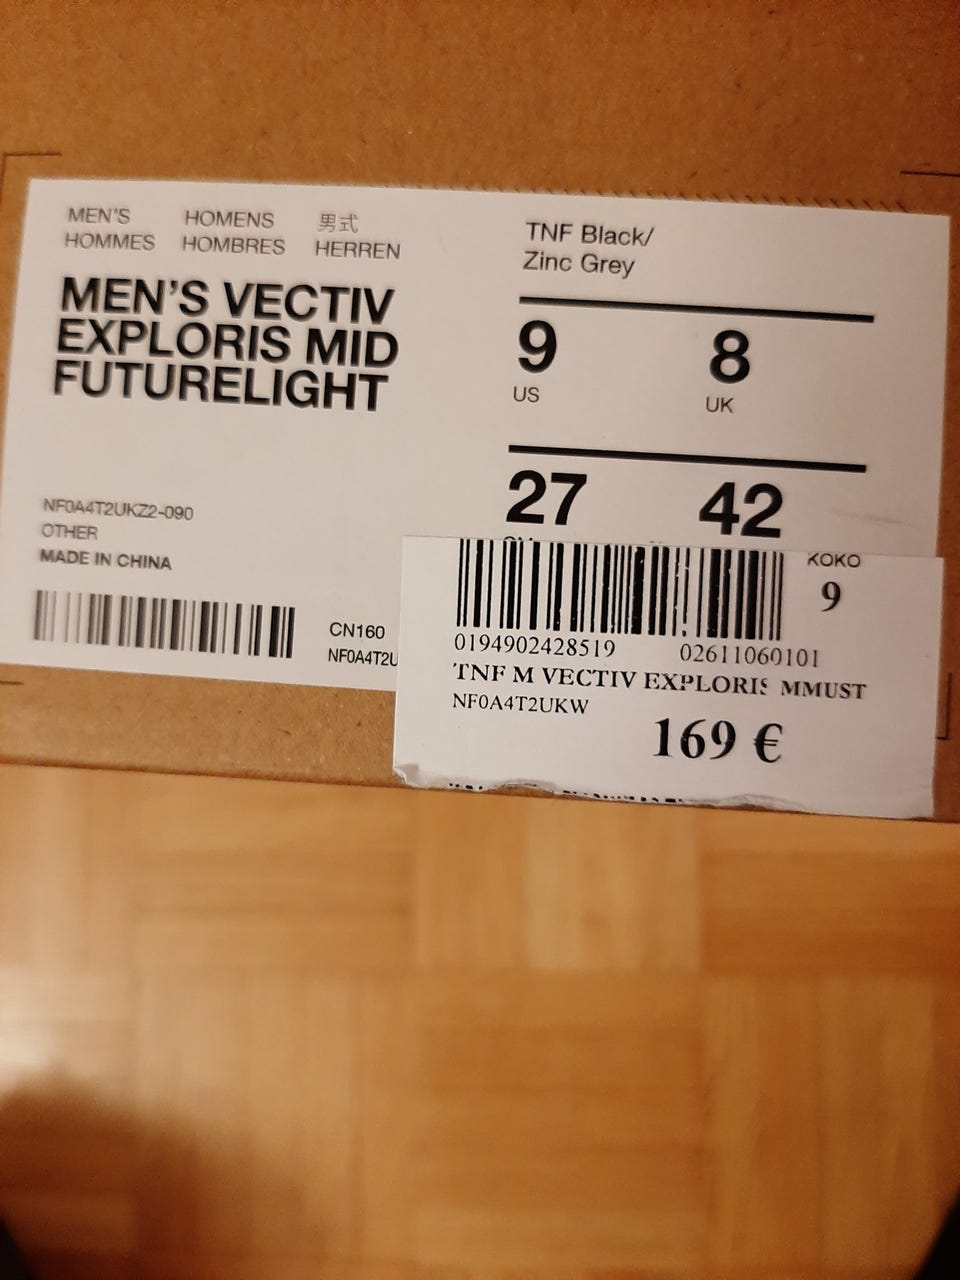 MEN'S HOMENS 男式
HOMMES HOMBRES HERREN
MEN'S VECTIV
EXPLORIS MID
FUTURELIGHT
NF0A4T2UKZ2-090
OTHER
MADE IN CHINA
CN160
NF0A4T2U
TNF Black/
Zinc Grey
9 8
US UK
27 42
KOKO
9
0194902428519 02611060101
TNF M VECTIV EXPLORIS MMUST
NF0A4T2UKW
169 €